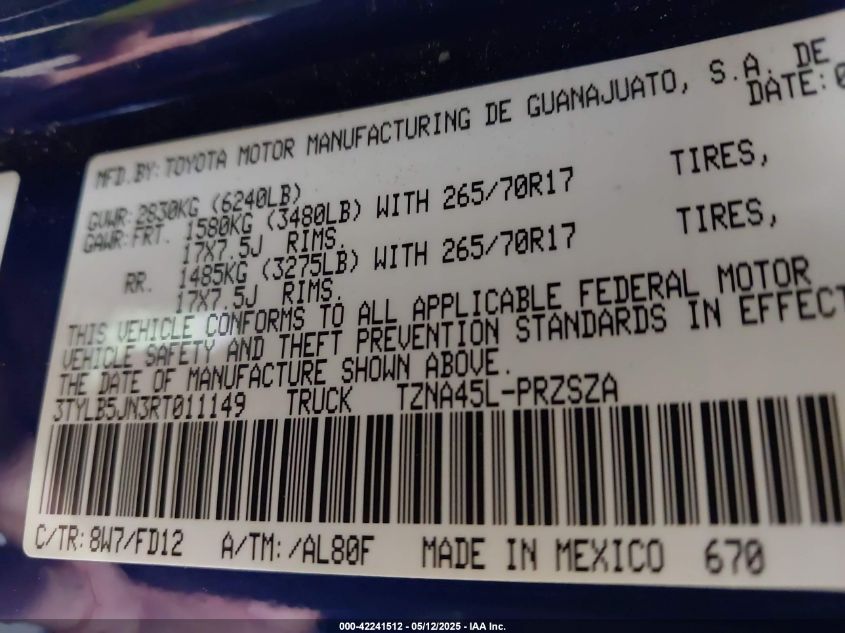 MFD.BY: TOYOTA MOTOR MANUFACTURING DE GUANAJUATO, S.A. DE
DATE:0
GVWR: 2830KG (6240LB)
GAWR: FRT. 1580KG (3480LB) WITH 265/70R17 TIRES,
17X7.5J RIMS.
RR. 1485KG (3275LB) WITH 265/70R17 TIRES,
17X7.5J RIMS.
THIS VEHICLE CONFORMS TO ALL APPLICABLE FEDERAL MOTOR
VEHICLE SAFETY AND THEFT PREVENTION STANDARDS IN EFFECT
THE DATE OF MANUFACTURE SHOWN ABOVE.
3TYLB5JN3RT011149 TRUCK TZNA45L-PRZSZA
C/TR: 8W7/FD12 A/TM: /AL80F MADE IN MEXICO 670
000-42241512 - 05/12/2025 - IAA Inc.